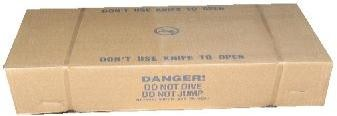 DON'T USE KNIFE TO OPEN
DON'T USE KNIFE TO OPEN
DANGER!
DO NOT DIVE
DO NOT JUMP